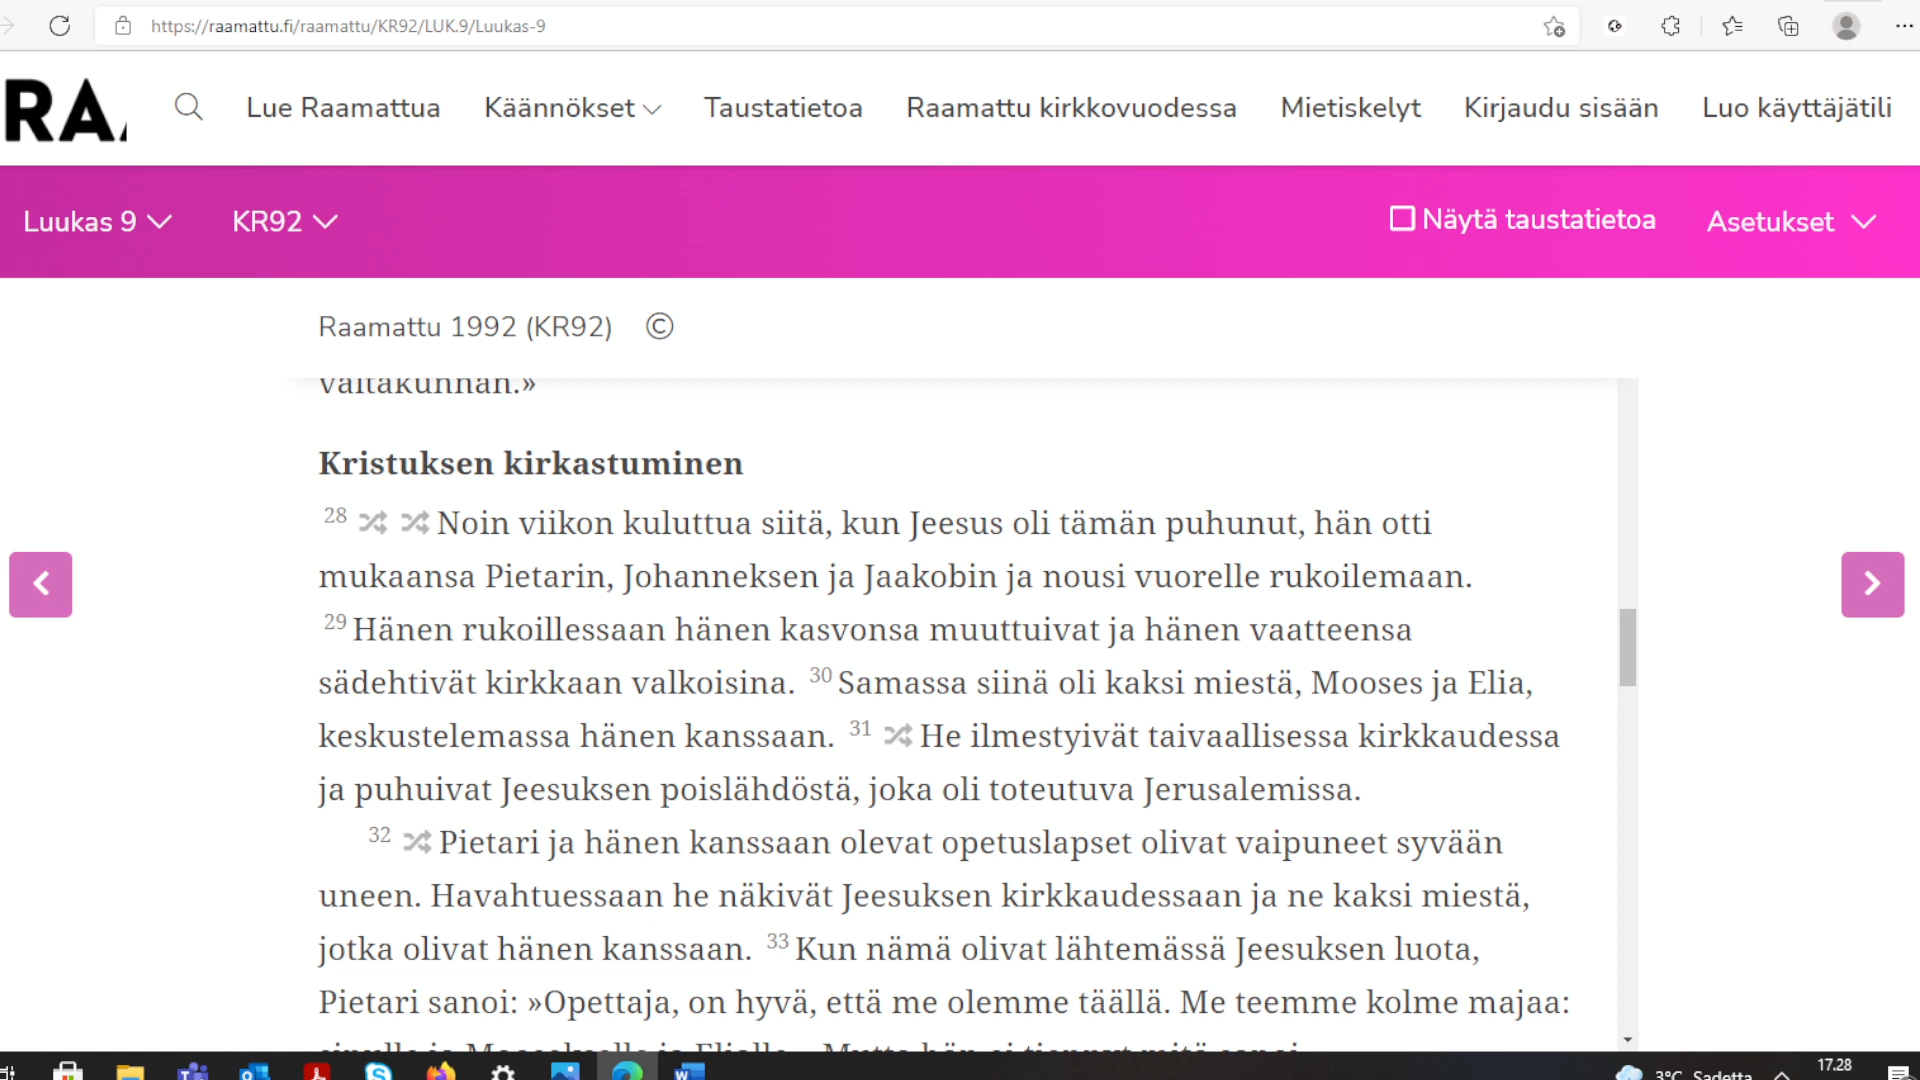 https://raamattu.fi/raamattu/KR92/LUK.9/Luukas-9
RA
Lue Raamattua Käännökset Taustatietoa Raamattu kirkkovuodessa Mietiskelyt Kirjaudu sisään Luo käyttäjätili
Luukas 9 KR92 Näytä taustatietoa Asetukset
Raamattu 1992 (KR92) ©
valtakunnan.»
Kristuksen kirkastuminen
28 Noin viikon kuluttua siitä, kun Jeesus oli tämän puhunut, hän otti
mukaansa Pietarin, Johanneksen ja Jaakobin ja nousi vuorelle rukoilemaan.
29 Hänen rukoillessaan hänen kasvonsa muuttuivat ja hänen vaatteensa
sädehtivät kirkkaan valkoisina. 30 Samassa siinä oli kaksi miestä, Mooses ja Elia,
keskustelemassa hänen kanssaan. 31 He ilmestyivät taivaallisessa kirkkaudessa
ja puhuivat Jeesuksen poislähdöstä, joka oli toteutuva Jerusalemissa.
32 Pietari ja hänen kanssaan olevat opetuslapset olivat vaipuneet syvään
uneen. Havahtuessaan he näkivät Jeesuksen kirkkaudessaan ja ne kaksi miestä,
jotka olivat hänen kanssaan. 33 Kun nämä olivat lähtemässä Jeesuksen luota,
Pietari sanoi: »Opettaja, on hyvä, että me olemme täällä. Me teemme kolme majaa:
17.28
3°C Sadetta